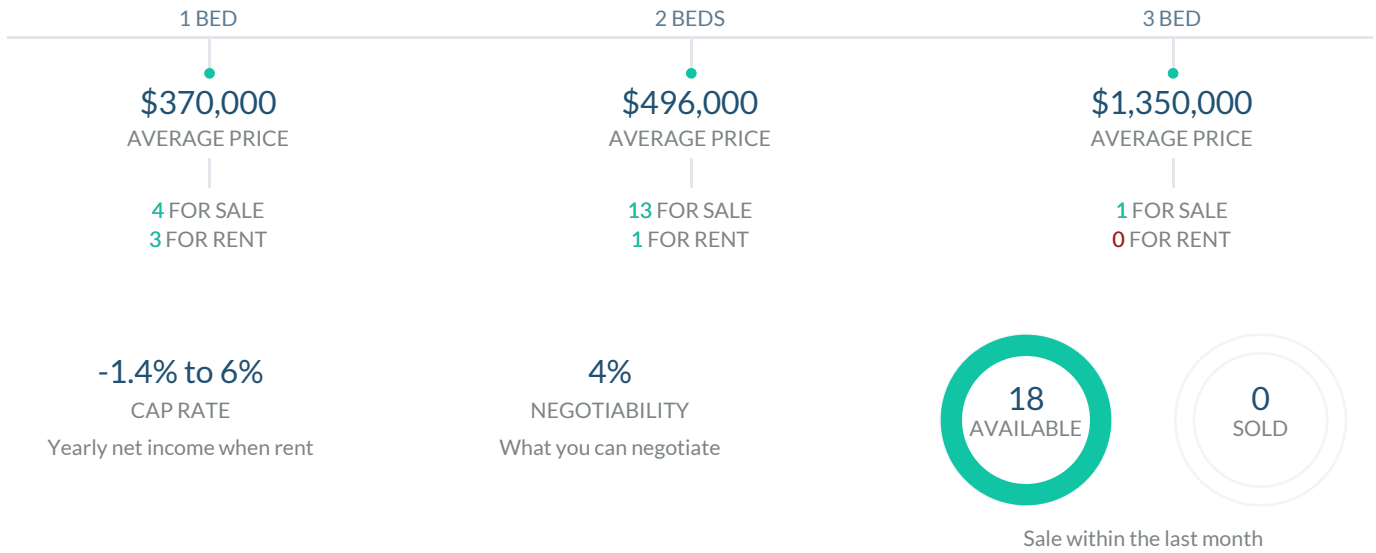 1 BED
$370,000
AVERAGE PRICE
4 FOR SALE
3 FOR RENT
2 BEDS
$496,000
AVERAGE PRICE
13 FOR SALE
1 FOR RENT
3 BED
$1,350,000
AVERAGE PRICE
1 FOR SALE
0 FOR RENT
-1.4% to 6%
CAP RATE
Yearly net income when rent
4%
NEGOTIABILITY
What you can negotiate
18
AVAILABLE
0
SOLD
Sale within the last month